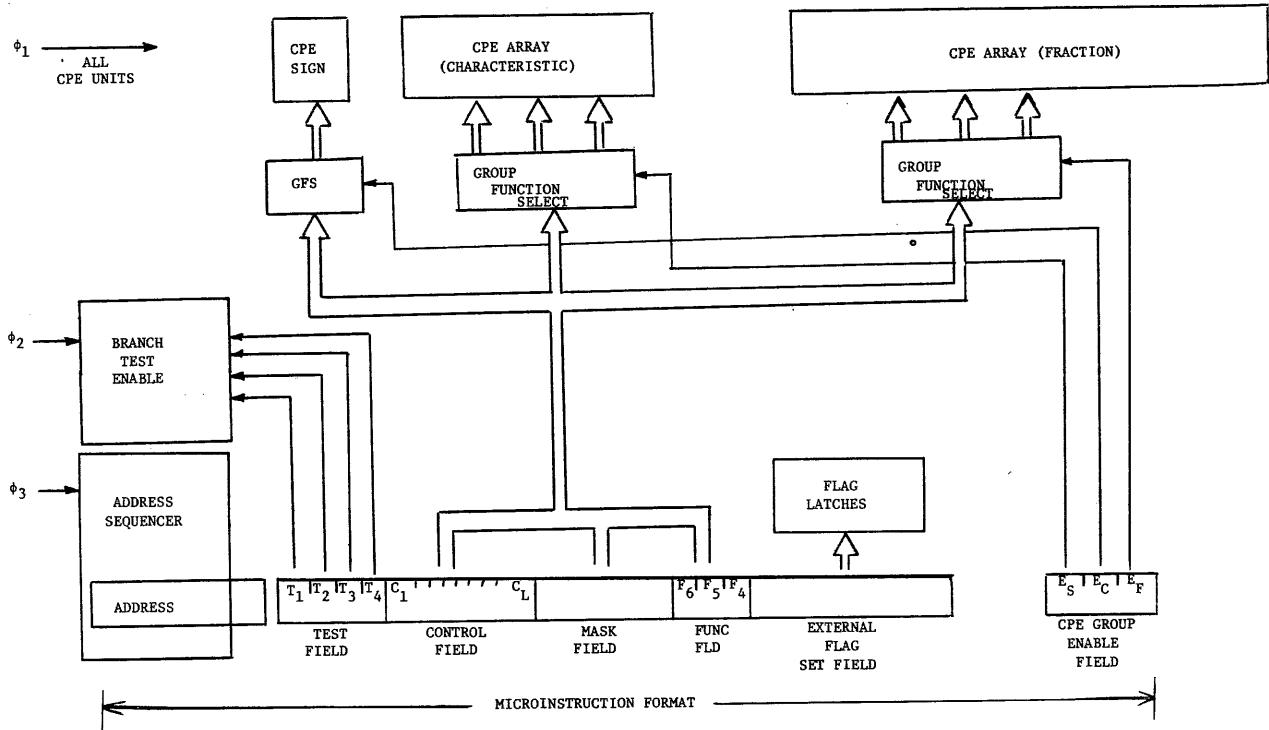 ϕ1
ALL
CPE UNITS
CPE
SIGN
CPE ARRAY
(CHARACTERISTIC)
CPE ARRAY (FRACTION)
GFS
GROUP
FUNCTION
SELECT
GROUP
FUNCTION
SELECT
ϕ2
BRANCH
TEST
ENABLE
ϕ3
ADDRESS
SEQUENCER
FLAG
LATCHES
ADDRESS
T1 T2 T3 T4 C1 CL F6 F5 F4 ES EC EF
TEST
FIELD
CONTROL
FIELD
MASK
FIELD
FUNC
FLD
EXTERNAL
FLAG
SET FIELD
CPE GROUP
ENABLE
FIELD
MICROINSTRUCTION FORMAT